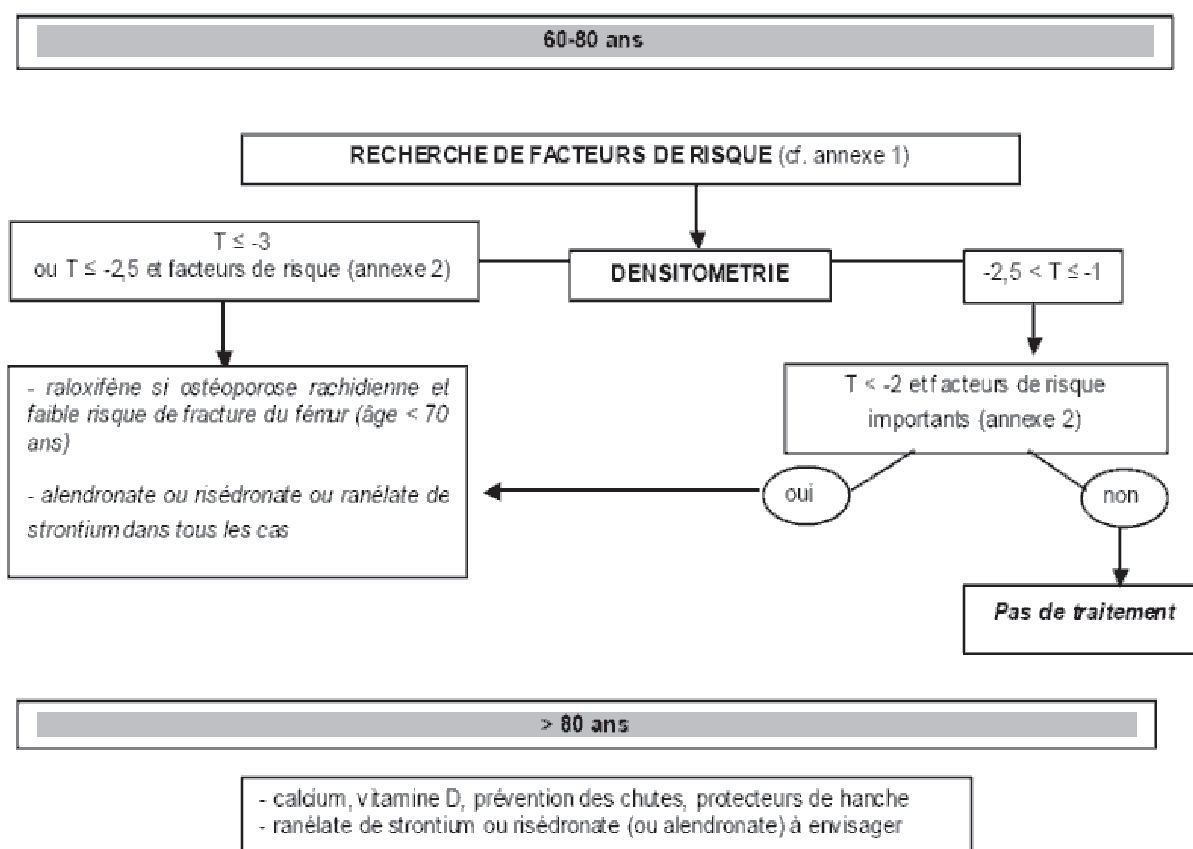 60-80 ans
RECHERCHE DE FACTEURS DE RISQUE (cf. annexe 1)
T ≤ -3
ou T ≤ -2,5 et facteurs de risque (annexe 2)
DENSITOMETRIE
-2,5 < T ≤ -1
- raloxifène si ostéoporose rachidienne et
faible risque de fracture du fémur (âge < 70
ans)
- alendronate ou risédronate ou ranélate de
strontium dans tous les cas
T < -2 et facteurs de risque
importants (annexe 2)
oui
non
Pas de traitement
> 80 ans
- calcium, vitamine D, prévention des chutes, protecteurs de hanche
- ranélate de strontium ou risédronate (ou alendronate) à envisager